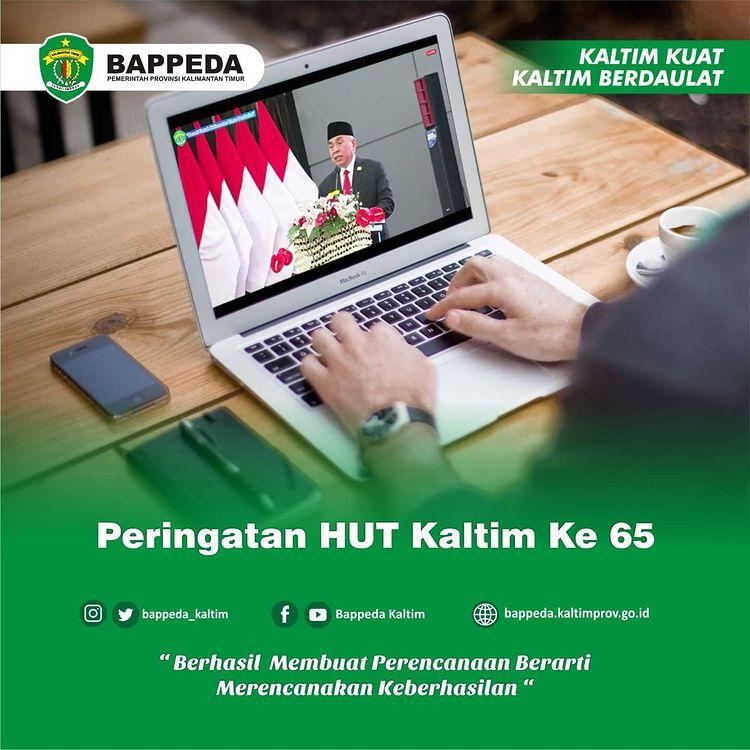 BAPPEDA
PEMERINTAH PROVINSI KALIMANTAN TIMUR
KALTIM KUAT
KALTIM BERDAULAT
LIVE
MacBook Air
Peringatan HUT Kaltim Ke 65
bappeda_kaltim
Bappeda Kaltim
bappeda.kaltimprov.go.id
“ Berhasil Membuat Perencanaan Berarti
Merencanakan Keberhasilan “